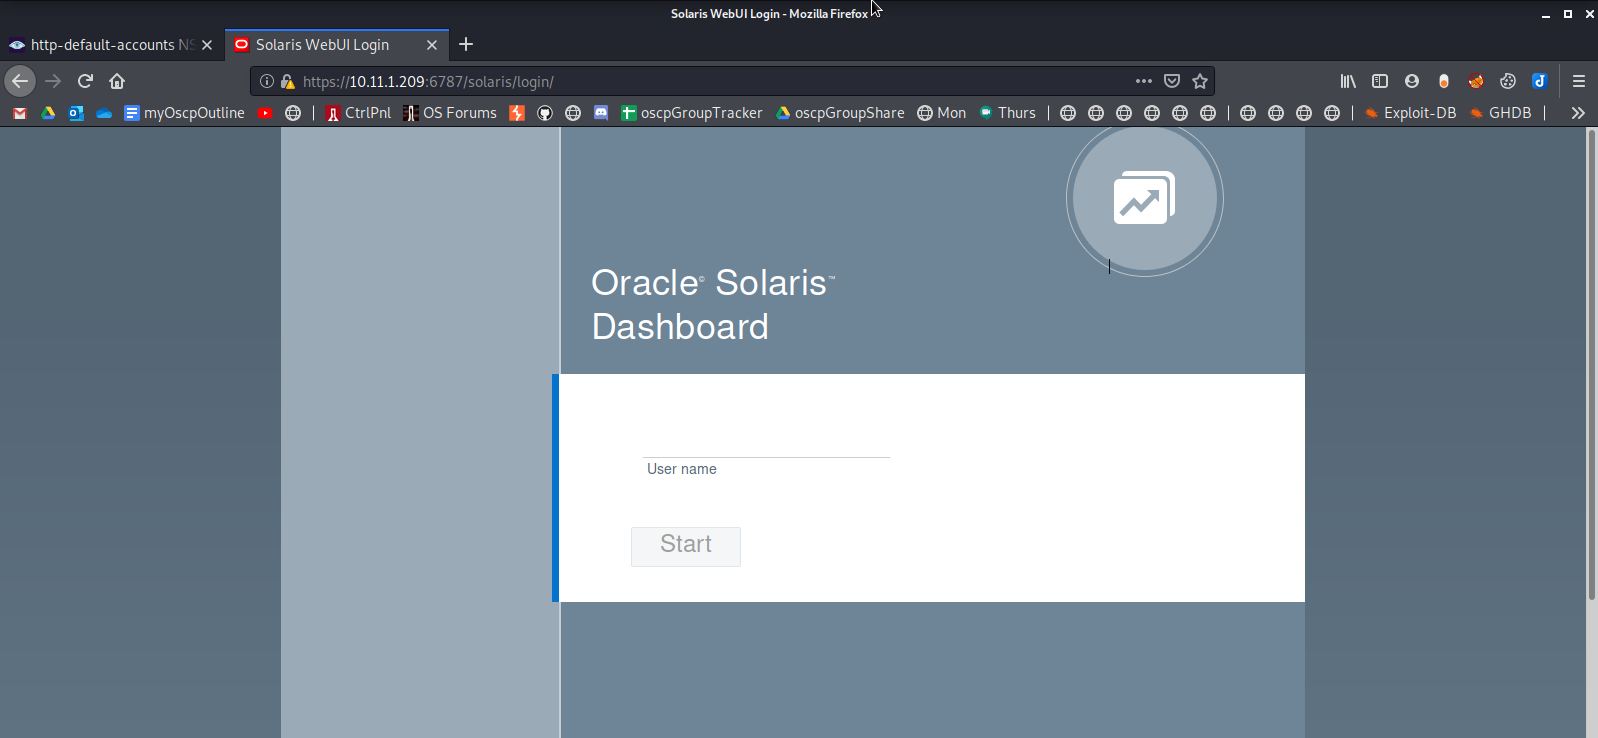 Solaris WebUI Login - Mozilla Firefox
http-default-accounts NS
Solaris WebUI Login
https://10.11.1.209:6787/solaris/login/
myOscpOutline CtrlPnl OS Forums oscpGroupTracker oscpGroupShare Mon Thurs Exploit-DB GHDB
Oracle® Solaris™
Dashboard
User name
Start